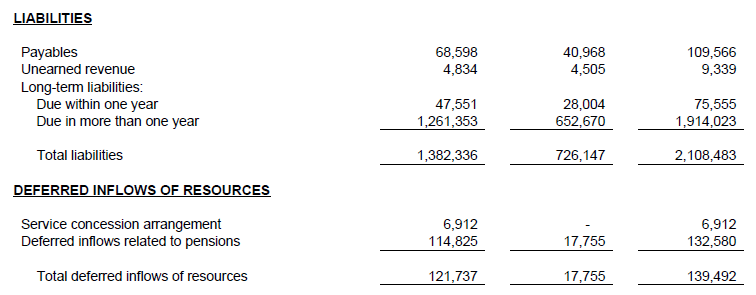 LIABILITIES
Payables 68,598 40,968 109,566
Unearned revenue 4,834 4,505 9,339
Long-term liabilities:
Due within one year 47,551 28,004 75,555
Due in more than one year 1,261,353 652,670 1,914,023
Total liabilities 1,382,336 726,147 2,108,483
DEFERRED INFLOWS OF RESOURCES
Service concession arrangement 6,912 - 6,912
Deferred inflows related to pensions 114,825 17,755 132,580
Total deferred inflows of resources 121,737 17,755 139,492